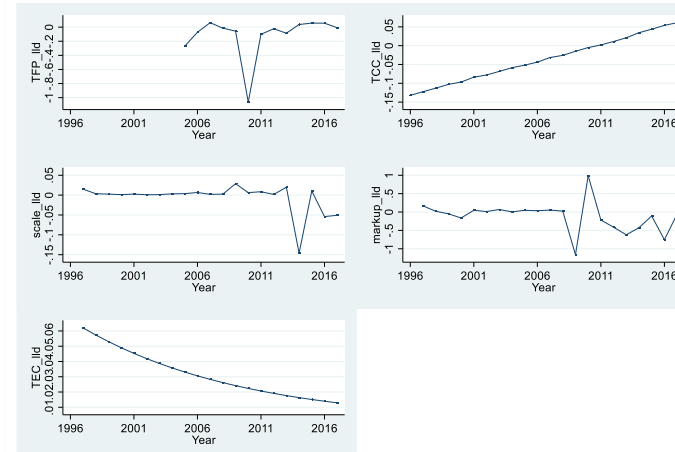 TFP_lld
-1 -.8 -.6 -.4 -.2 0
1996 2001 2006 2011 2016
Year
TCC_lld
-.15 -.1 -.05 0 .05
1996 2001 2006 2011 2016
Year
scale_lld
-.15 -.1 -.05 0 .05
1996 2001 2006 2011 2016
Year
markup_lld
-1 -.5 0 .5 1
1996 2001 2006 2011 2016
Year
TEC_lld
.01 .02 .03 .04 .05 .06
1996 2001 2006 2011 2016
Year